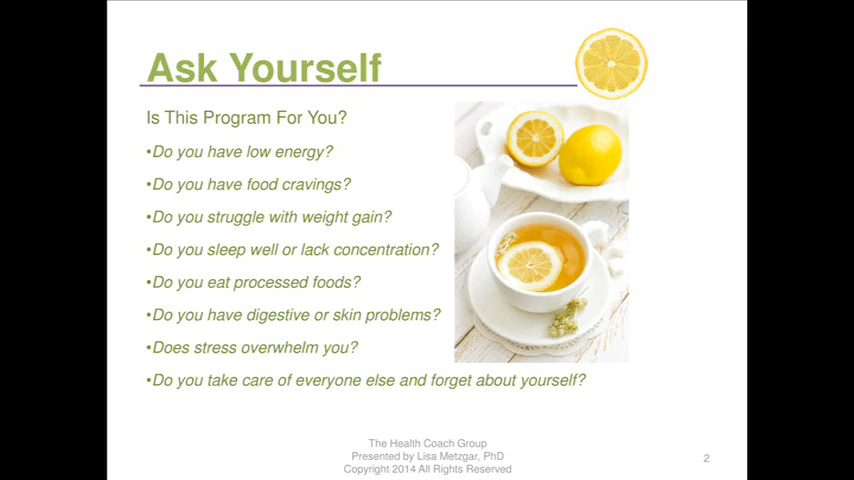 Ask Yourself
Is This Program For You?
•Do you have low energy?
•Do you have food cravings?
•Do you struggle with weight gain?
•Do you sleep well or lack concentration?
•Do you eat processed foods?
•Do you have digestive or skin problems?
•Does stress overwhelm you?
•Do you take care of everyone else and forget about yourself?
The Health Coach Group
Presented by Lisa Metzgar, PhD
Copyright 2014 All Rights Reserved
2